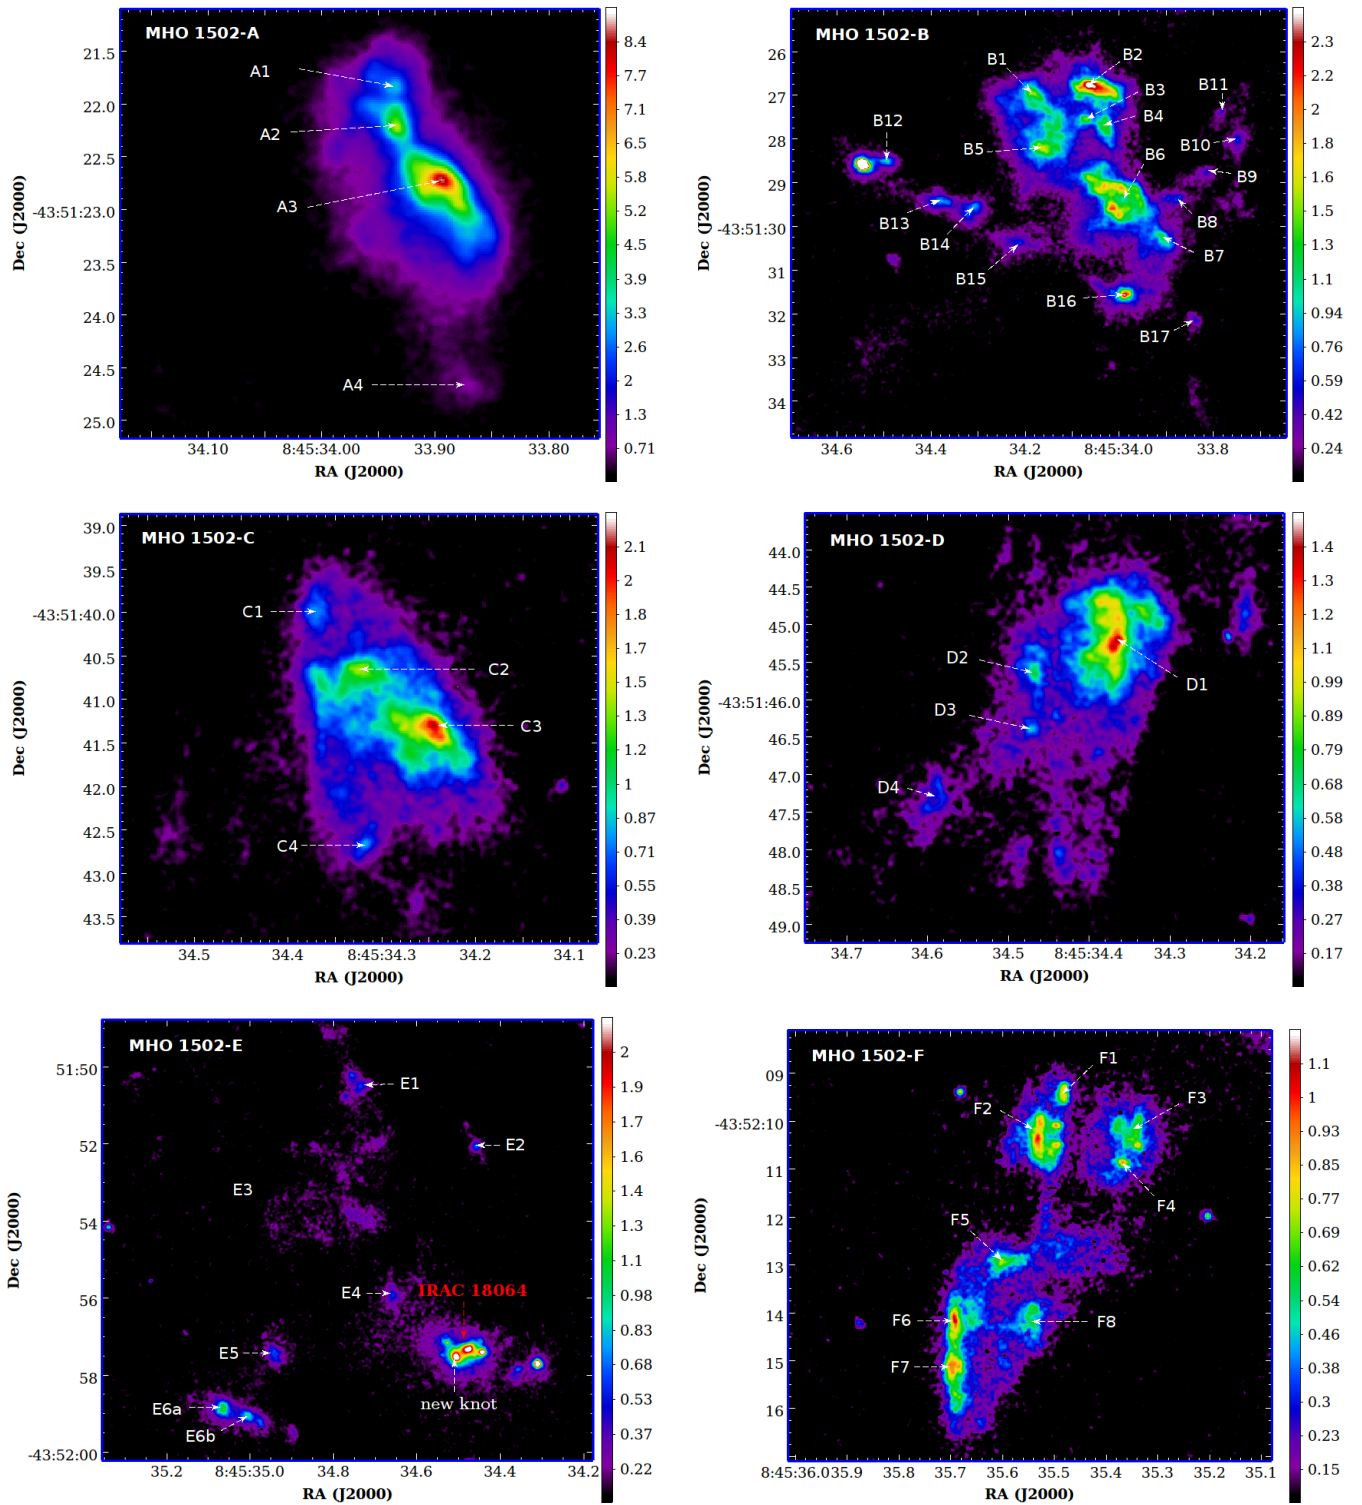 MHO 1502-A
A1
A2
A3
A4
21.5
22.0
22.5
-43:51:23.0
23.5
24.0
24.5
25.0
Dec (J2000)
34.10
8:45:34.00
33.90
33.80
RA (J2000)
8.4
7.7
7.1
6.5
5.8
5.2
4.5
3.9
3.3
2.6
2
1.3
0.71
MHO 1502-B
B1
B2
B3
B4
B5
B6
B7
B8
B9
B10
B11
B12
B13
B14
B15
B16
B17
26
27
28
29
-43:51:30
31
32
33
34
Dec (J2000)
34.6
34.4
34.2
8:45:34.0
33.8
RA (J2000)
2.3
2.2
2
1.8
1.6
1.5
1.3
1.1
0.94
0.76
0.59
0.42
0.24
MHO 1502-C
C1
C2
C3
C4
39.0
39.5
-43:51:40.0
40.5
41.0
41.5
42.0
42.5
43.0
43.5
Dec (J2000)
34.5
34.4
8:45:34.3
34.2
34.1
RA (J2000)
2.1
2
1.8
1.7
1.5
1.3
1.2
1
0.87
0.71
0.55
0.39
0.23
MHO 1502-D
D1
D2
D3
D4
44.0
44.5
45.0
45.5
-43:51:46.0
46.5
47.0
47.5
48.0
48.5
49.0
Dec (J2000)
34.7
34.6
34.5
8:45:34.4
34.3
34.2
RA (J2000)
1.4
1.3
1.2
1.1
0.99
0.89
0.79
0.68
0.58
0.48
0.38
0.27
0.17
MHO 1502-E
E1
E2
E3
E4
IRAC 18064
E5
new knot
E6a
E6b
51:50
52
54
56
58
-43:52:00
Dec (J2000)
35.2
8:45:35.0
34.8
34.6
34.4
34.2
RA (J2000)
2
1.9
1.7
1.6
1.4
1.3
1.1
0.98
0.83
0.68
0.53
0.37
0.22
MHO 1502-F
F1
F2
F3
F4
F5
F6
F7
F8
09
-43:52:10
11
12
13
14
15
16
Dec (J2000)
8:45:36.0
35.9
35.8
35.7
35.6
35.5
35.4
35.3
35.2
35.1
RA (J2000)
1.1
1
0.93
0.85
0.77
0.69
0.62
0.54
0.46
0.38
0.3
0.23
0.15